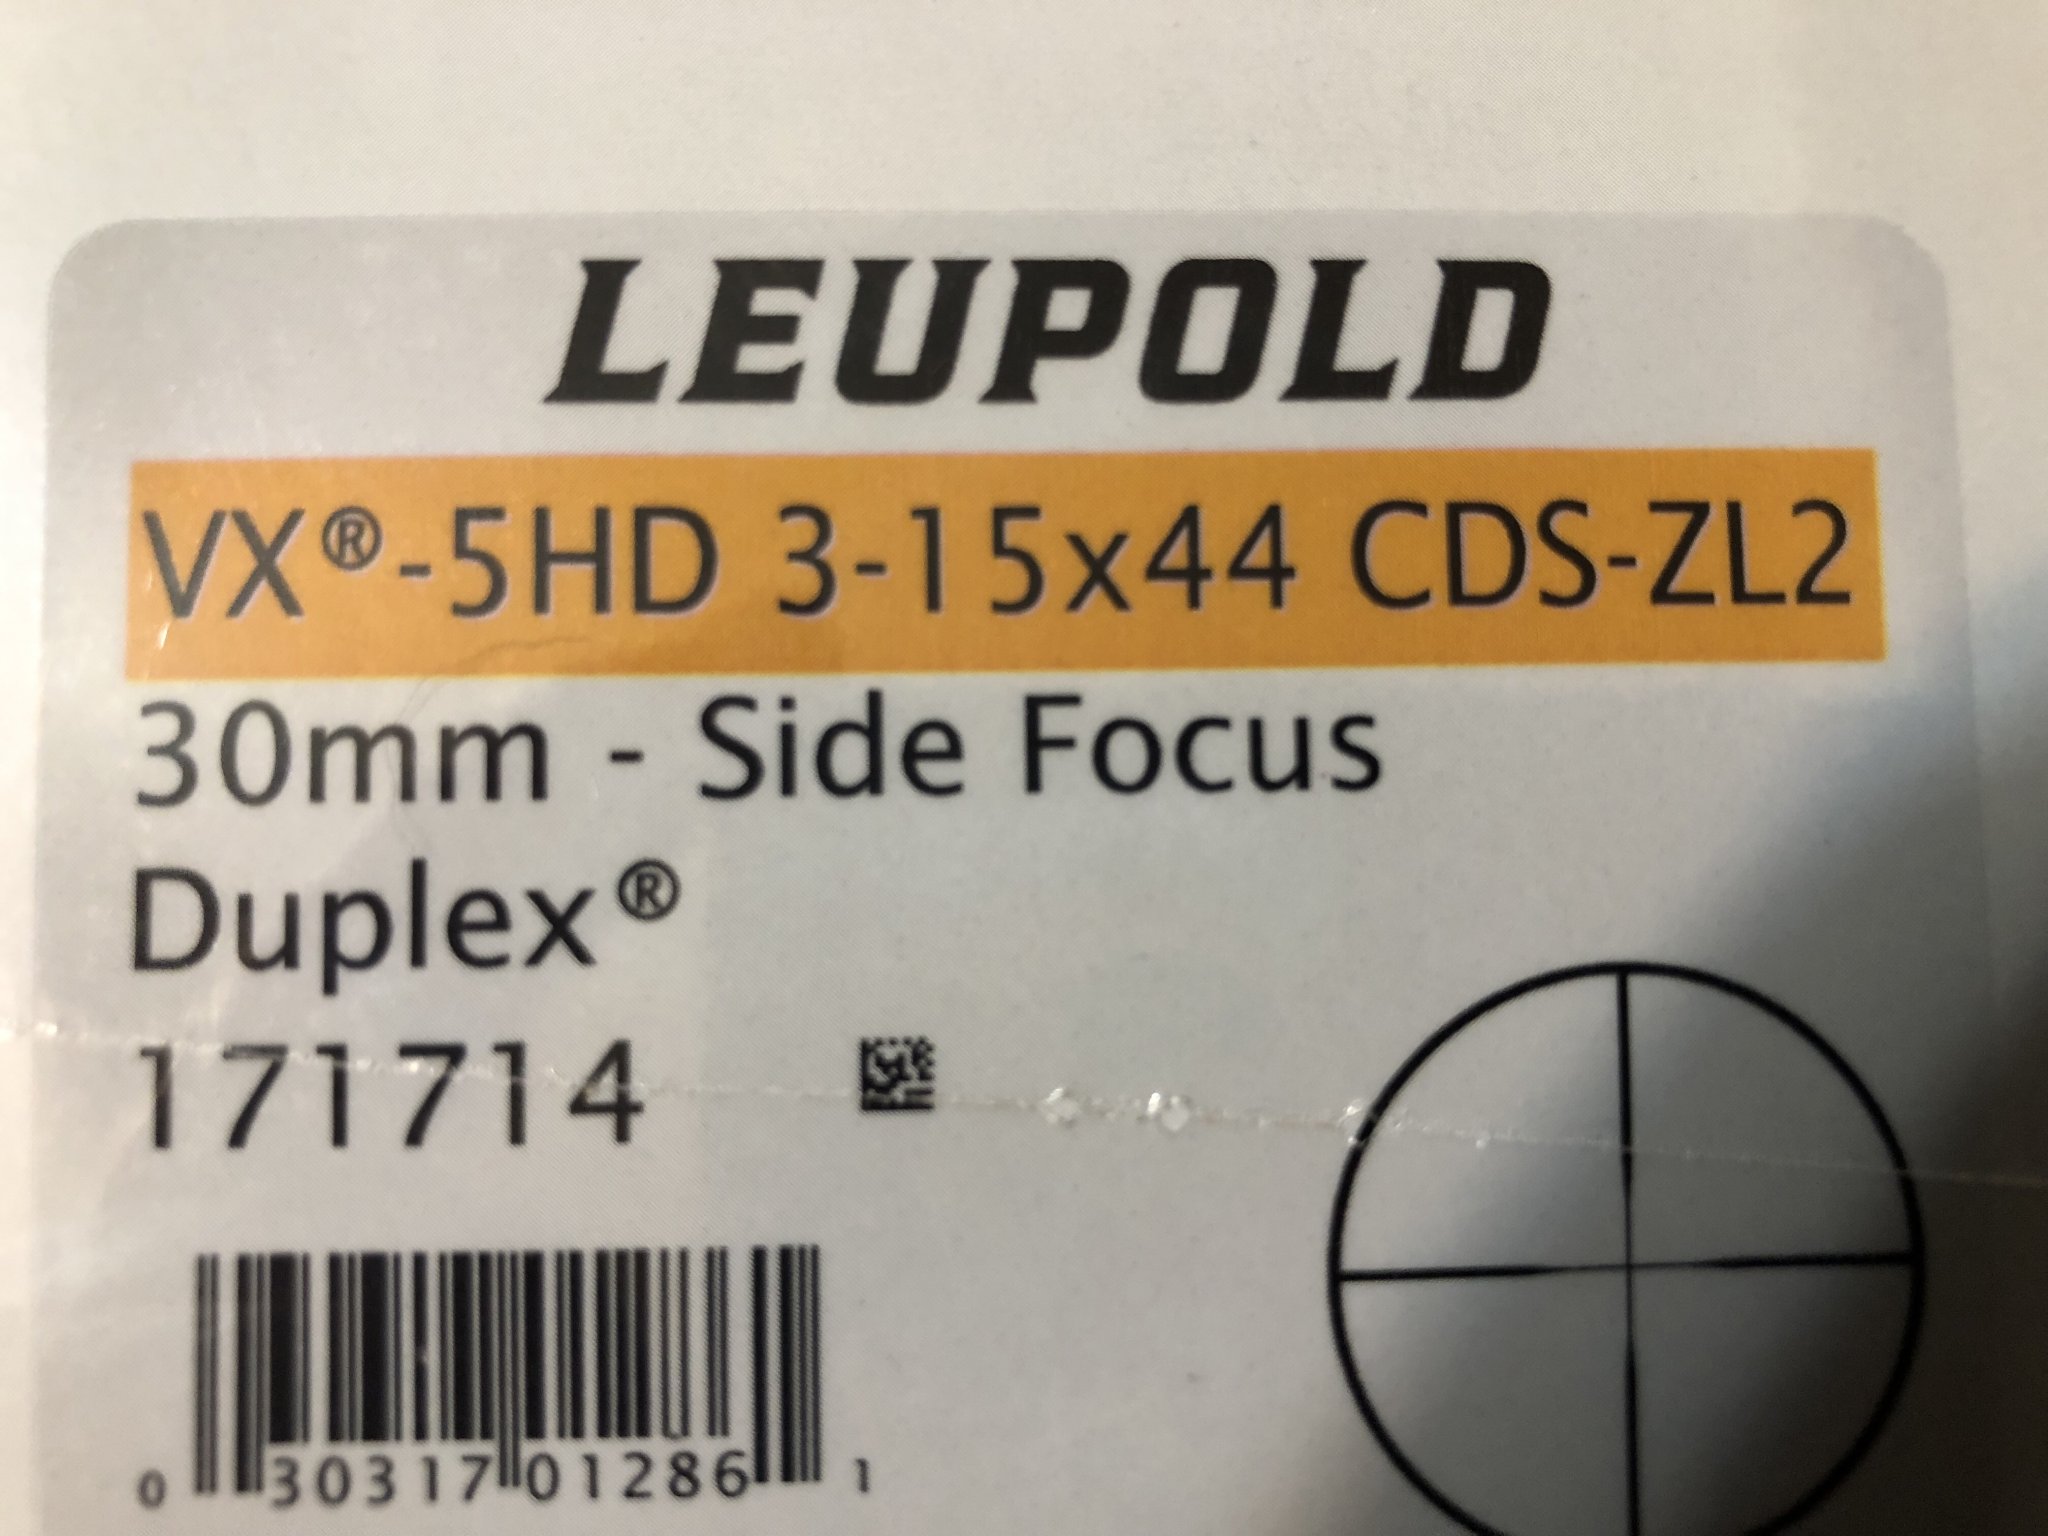 LEUPOLD
VX®-5HD 3-15x44 CDS-ZL2
30mm - Side Focus
Duplex®
171714
0 30317 01286 1